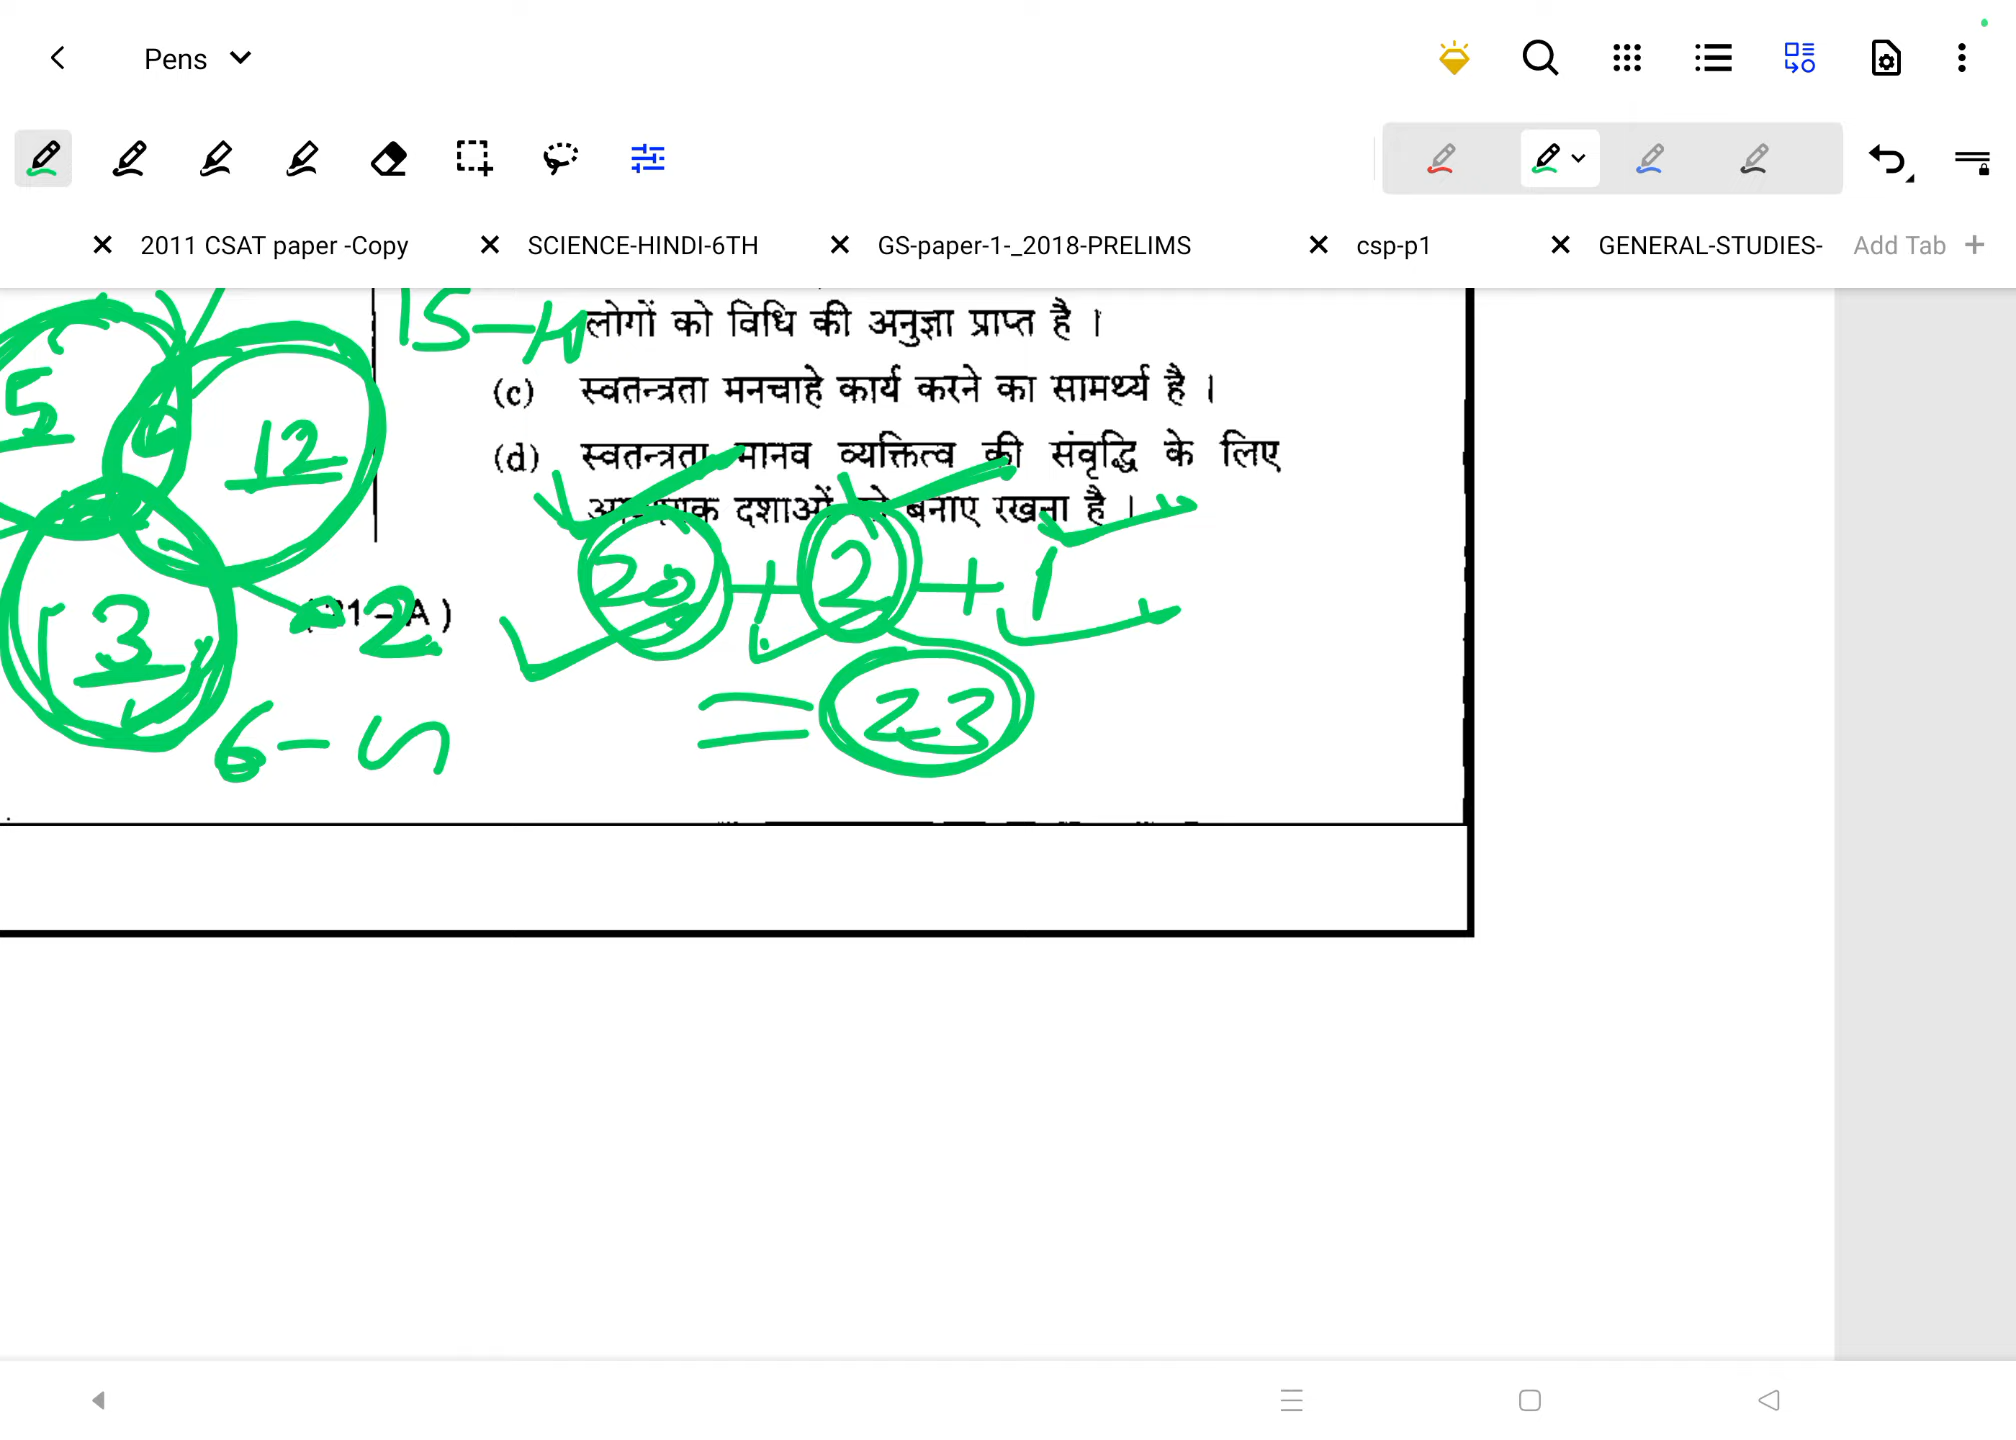 Pens
2011 CSAT paper -Copy
SCIENCE-HINDI-6TH
GS-paper-1-_2018-PRELIMS
csp-p1
GENERAL-STUDIES-
Add Tab
15-
लोगों को विधि की अनुज्ञा प्राप्त है ।
5
12
(c) स्वतन्त्रता मनचाहे कार्य करने का सामर्थ्य है ।
(d) स्वतन्त्रता मानव व्यक्तित्व की संवृद्धि के लिए
दशाओं बनाए रखना है ।
20 + 2 + 1
3
2
A )
= 23
6-